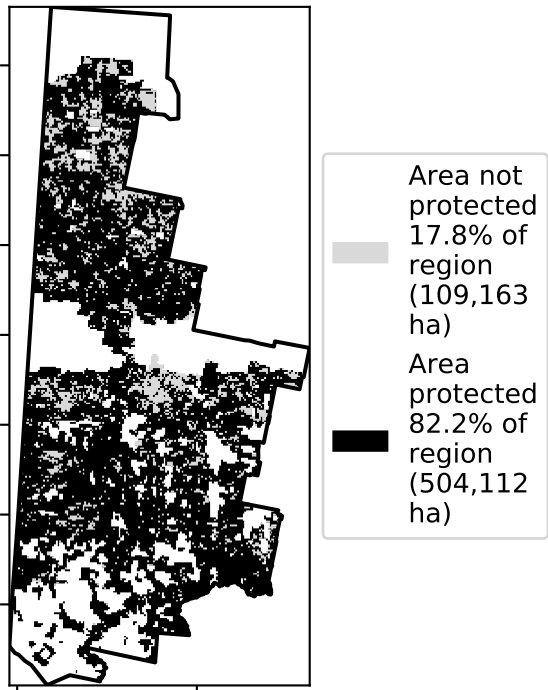 Area not
protected
17.8% of
region
(109,163
ha)
Area
protected
82.2% of
region
(504,112
ha)